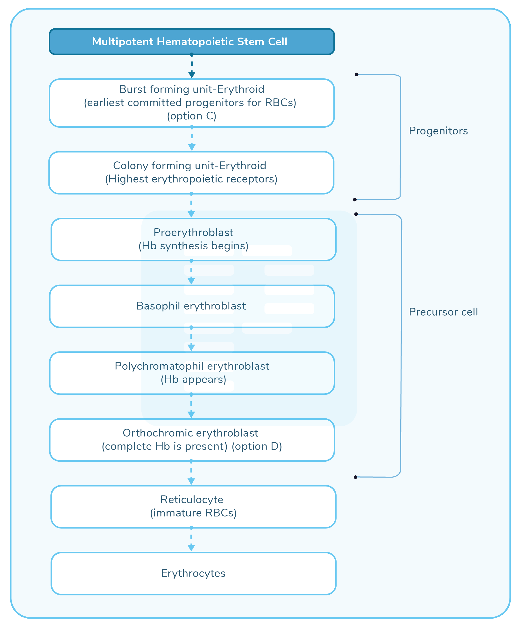 Multipotent Hematopoietic Stem Cell
Burst forming unit-Erythroid
(earliest committed progenitors for RBCs)
(option C)
Colony forming unit-Erythroid
(Highest erythropoietic receptors)
Progenitors
Proerythroblast
(Hb synthesis begins)
Basophil erythroblast
Precursor cell
Polychromatophil erythroblast
(Hb appears)
Orthochromic erythroblast
(complete Hb is present) (option D)
Reticulocyte
(immature RBCs)
Erythrocytes